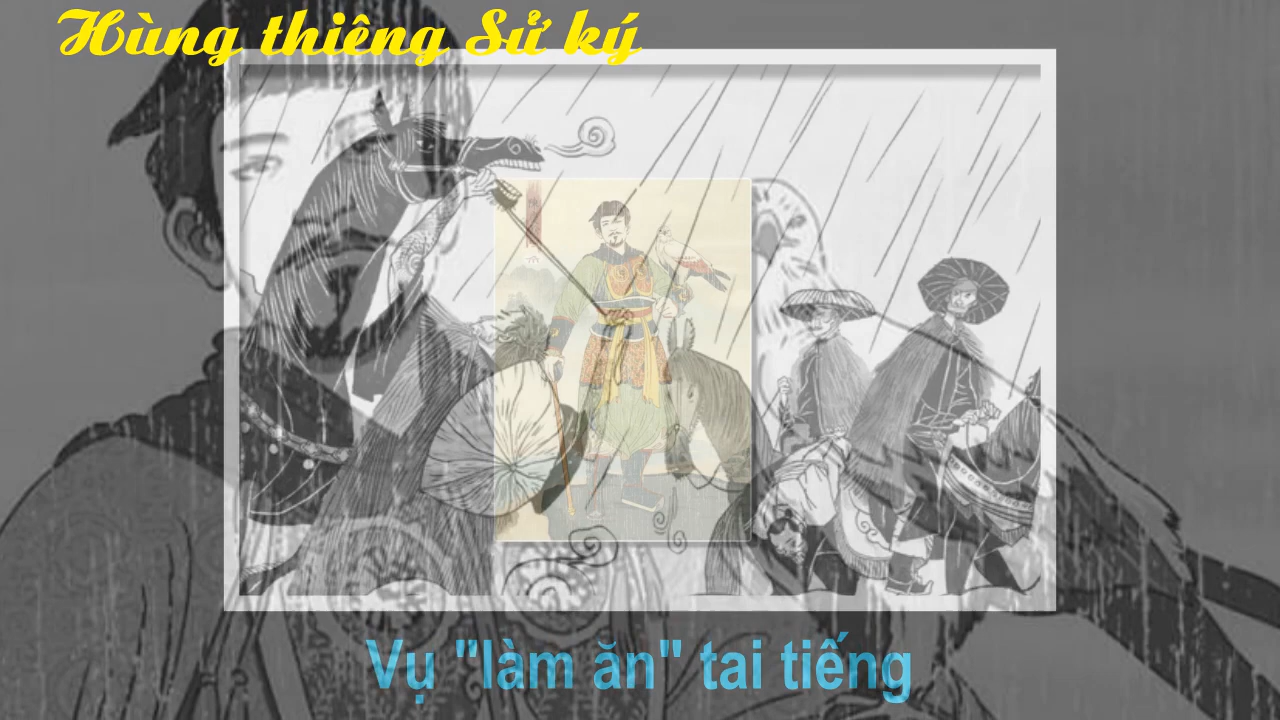 Hùng thiêng Sử ký
Vụ "làm ăn" tai tiếng